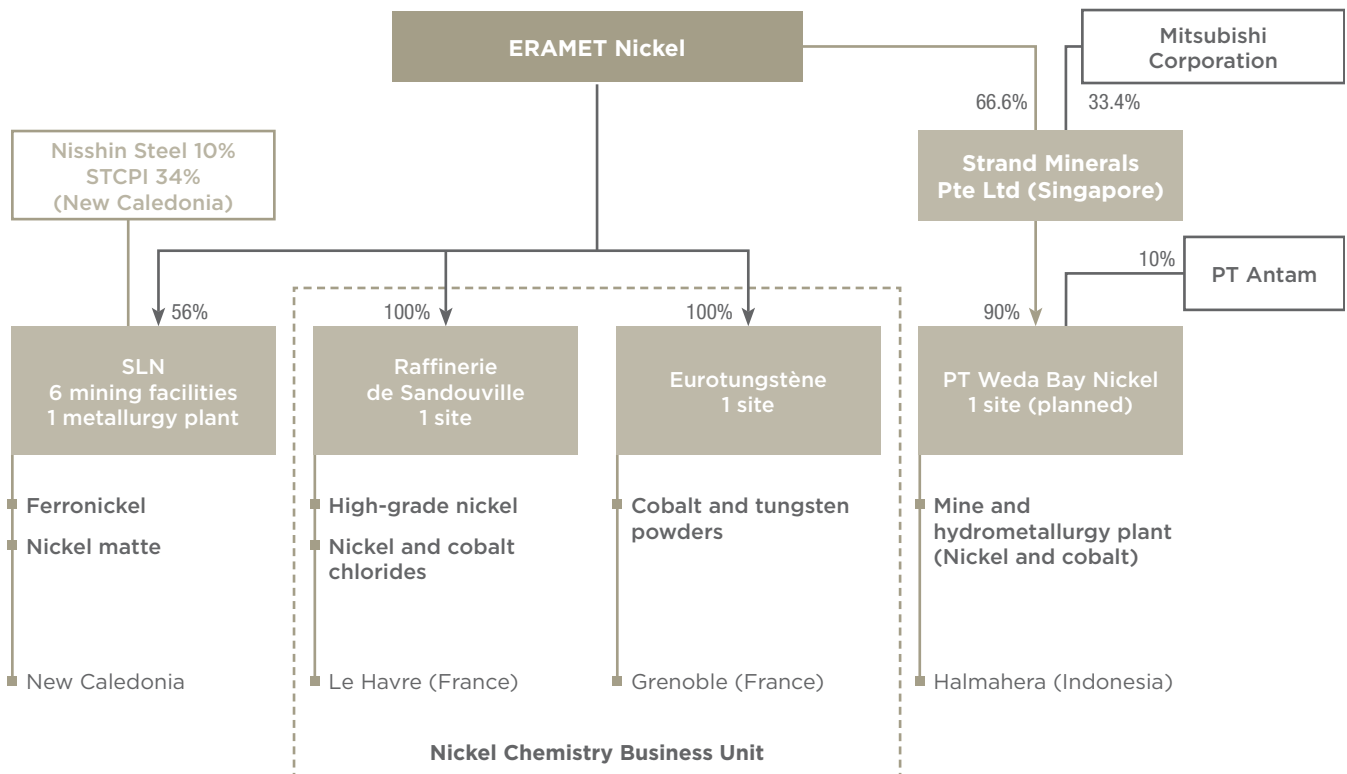 ERAMET Nickel
Mitsubishi
Corporation
66.6%
33.4%
Nisshin Steel 10%
STCPI 34%
(New Caledonia)
Strand Minerals
Pte Ltd (Singapore)
10%
PT Antam
56%
100%
100%
90%
SLN
6 mining facilities
1 metallurgy plant
Raffinerie
de Sandouville
1 site
Eurotungstène
1 site
PT Weda Bay Nickel
1 site (planned)
Ferronickel
Nickel matte
New Caledonia
High-grade nickel
Nickel and cobalt
chlorides
Le Havre (France)
Cobalt and tungsten
powders
Grenoble (France)
Mine and
hydrometallurgy plant
(Nickel and cobalt)
Halmahera (Indonesia)
Nickel Chemistry Business Unit